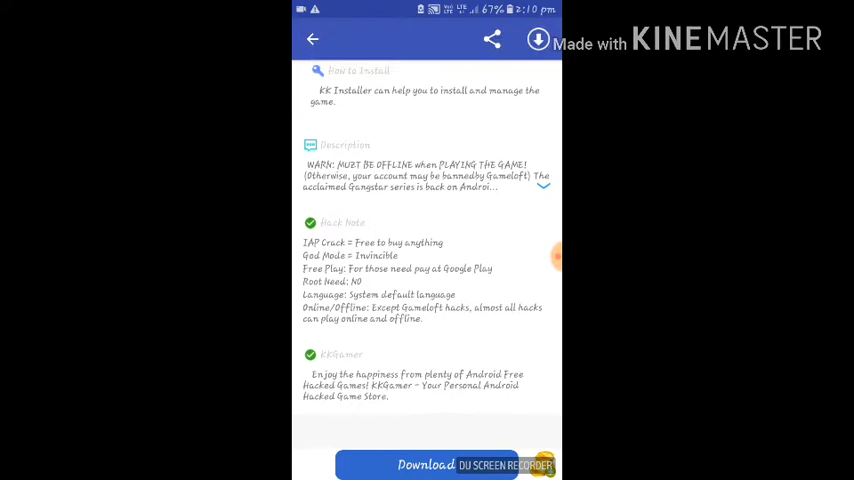 67% 2:10 pm
Made with KINEMASTER
How to Install
KK Installer can help you to install and manage the
game.
Description
WARN: MUZT BE OFFLINE when PLAYING THE GAME!
(Otherwise, your account may be bannedby Gameloft) The
acclaimed Gangstar series is back on Androi...
Hack Note
IAP Crack = Free to buy anything
God Mode = Invincible
Free Play: For those need pay at Google Play
Root Need: NO
Language: System default language
Online/Offline: Except Gameloft hacks, almost all hacks
can play online and offline.
KKGamer
Enjoy the happiness from plenty of Android Free
Hacked Games! KKGamer - Your Personal Android
Hacked Game Store.
Download
DU SCREEN RECORDER